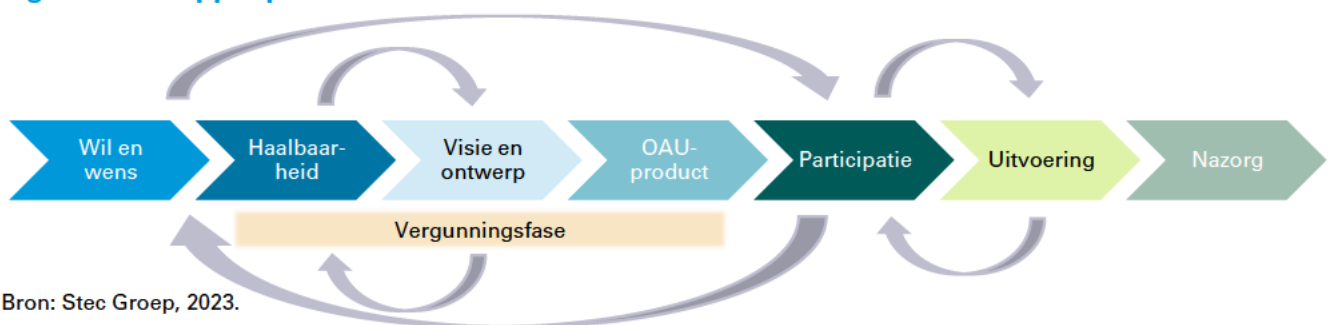 Wil en
wens
Haalbaar-
heid
Visie en
ontwerp
OAU-
product
Participatie
Uitvoering
Nazorg
Vergunningsfase
Bron: Stec Groep, 2023.